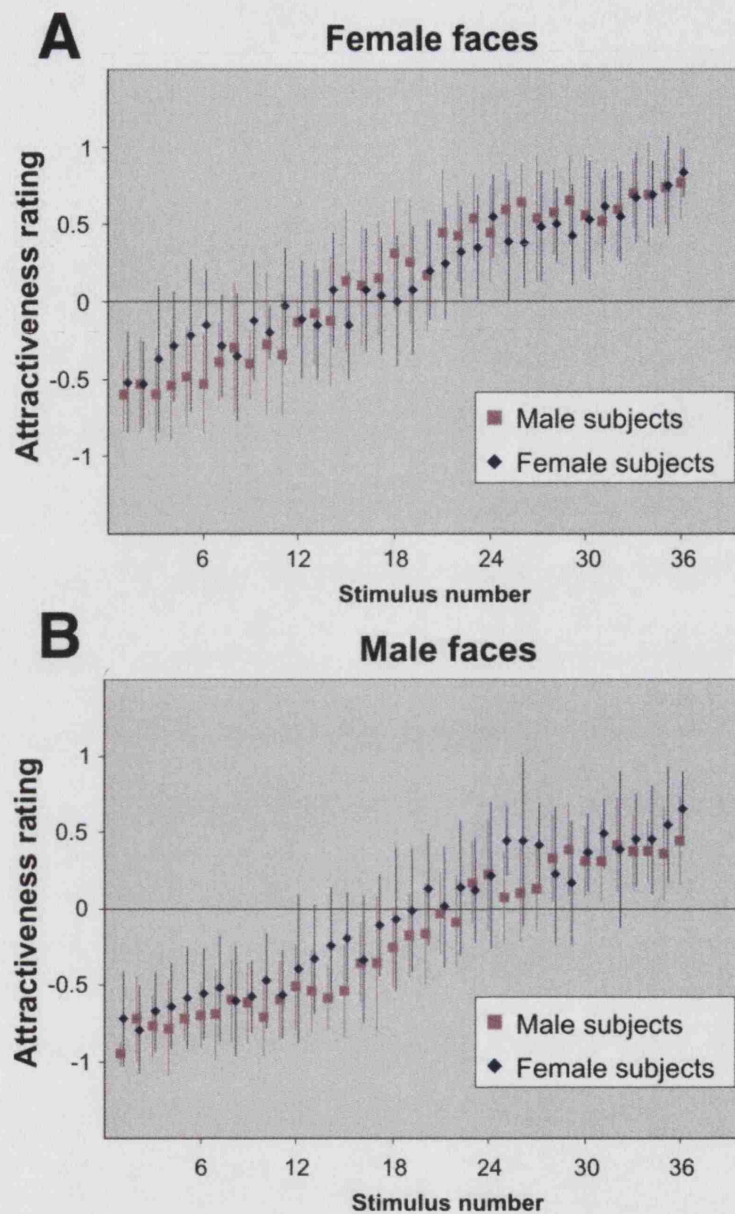 A
Female faces
Attractiveness rating
1
0.5
0
-0.5
-1
Male subjects
Female subjects
6 12 18 24 30 36
Stimulus number
B
Male faces
Attractiveness rating
1
0.5
0
-0.5
-1
Male subjects
Female subjects
6 12 18 24 30 36
Stimulus number